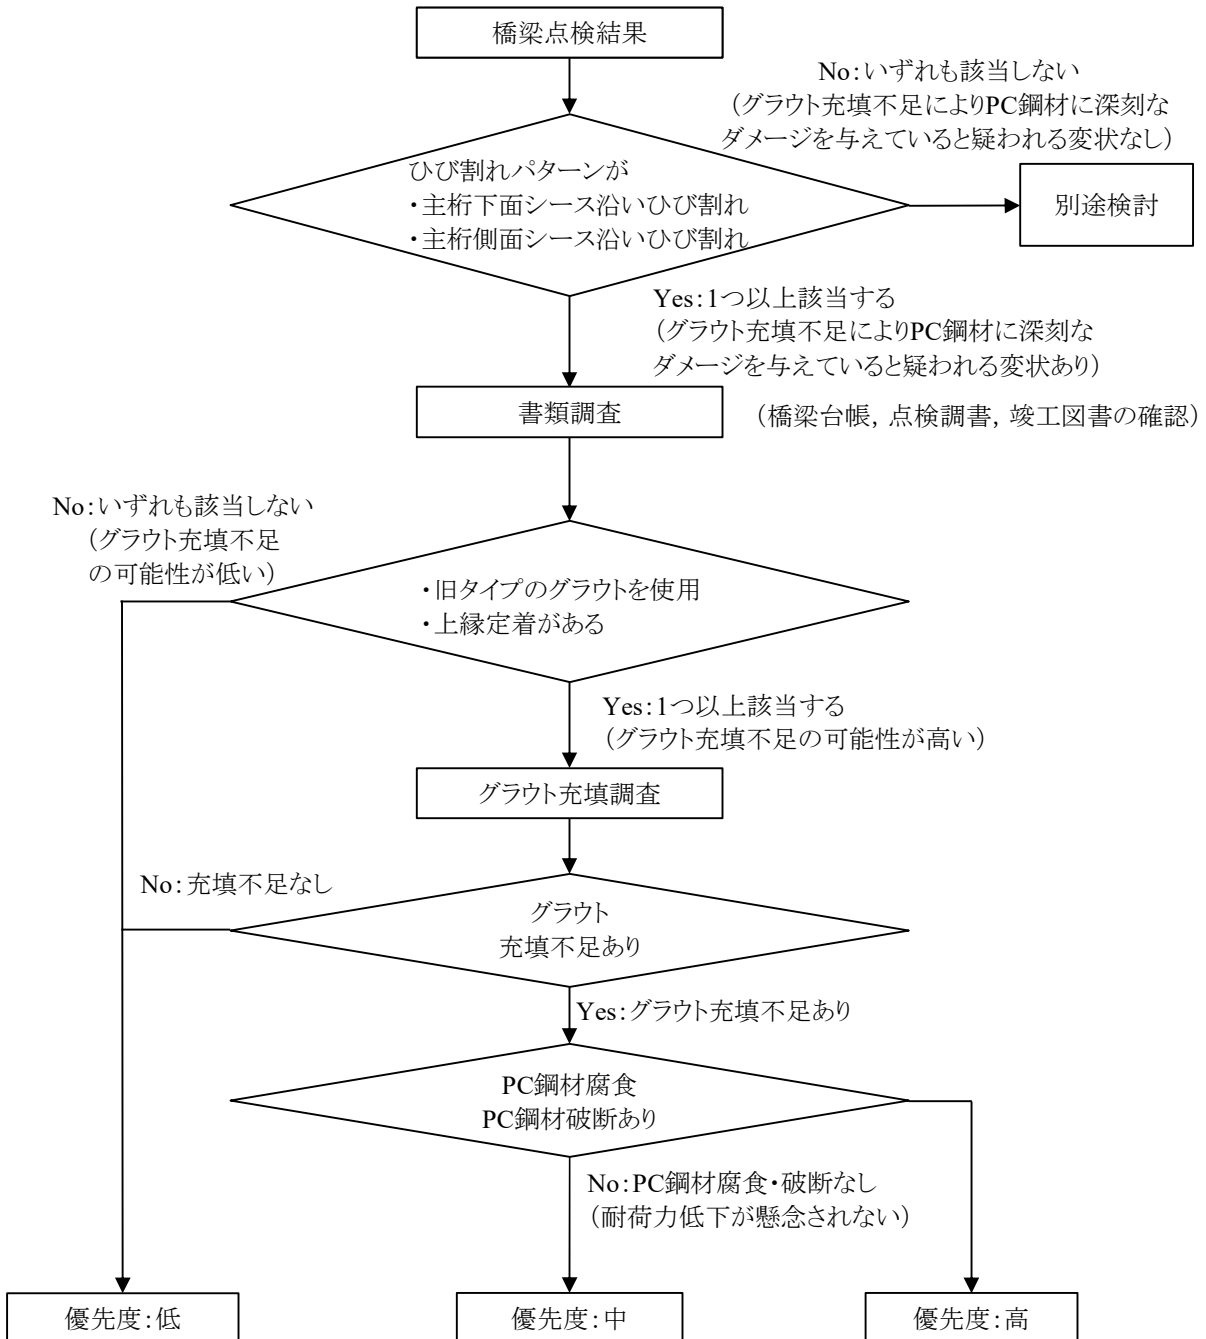 橋梁点検結果
No:いずれも該当しない
(グラウト充填不足によりPC鋼材に深刻な
ダメージを与えていると疑われる変状なし)
ひび割れパターンが
・主桁下面シース沿いひび割れ
・主桁側面シース沿いひび割れ
別途検討
Yes:1つ以上該当する
(グラウト充填不足によりPC鋼材に深刻な
ダメージを与えていると疑われる変状あり)
書類調査
(橋梁台帳, 点検調書, 竣工図書の確認)
No:いずれも該当しない
(グラウト充填不足
の可能性が低い)
・旧タイプのグラウトを使用
・上縁定着がある
Yes:1つ以上該当する
(グラウト充填不足の可能性が高い)
グラウト充填調査
No:充填不足なし
グラウト
充填不足あり
Yes:グラウト充填不足あり
PC鋼材腐食
PC鋼材破断あり
No:PC鋼材腐食・破断なし
(耐荷力低下が懸念されない)
優先度:低
優先度:中
優先度:高